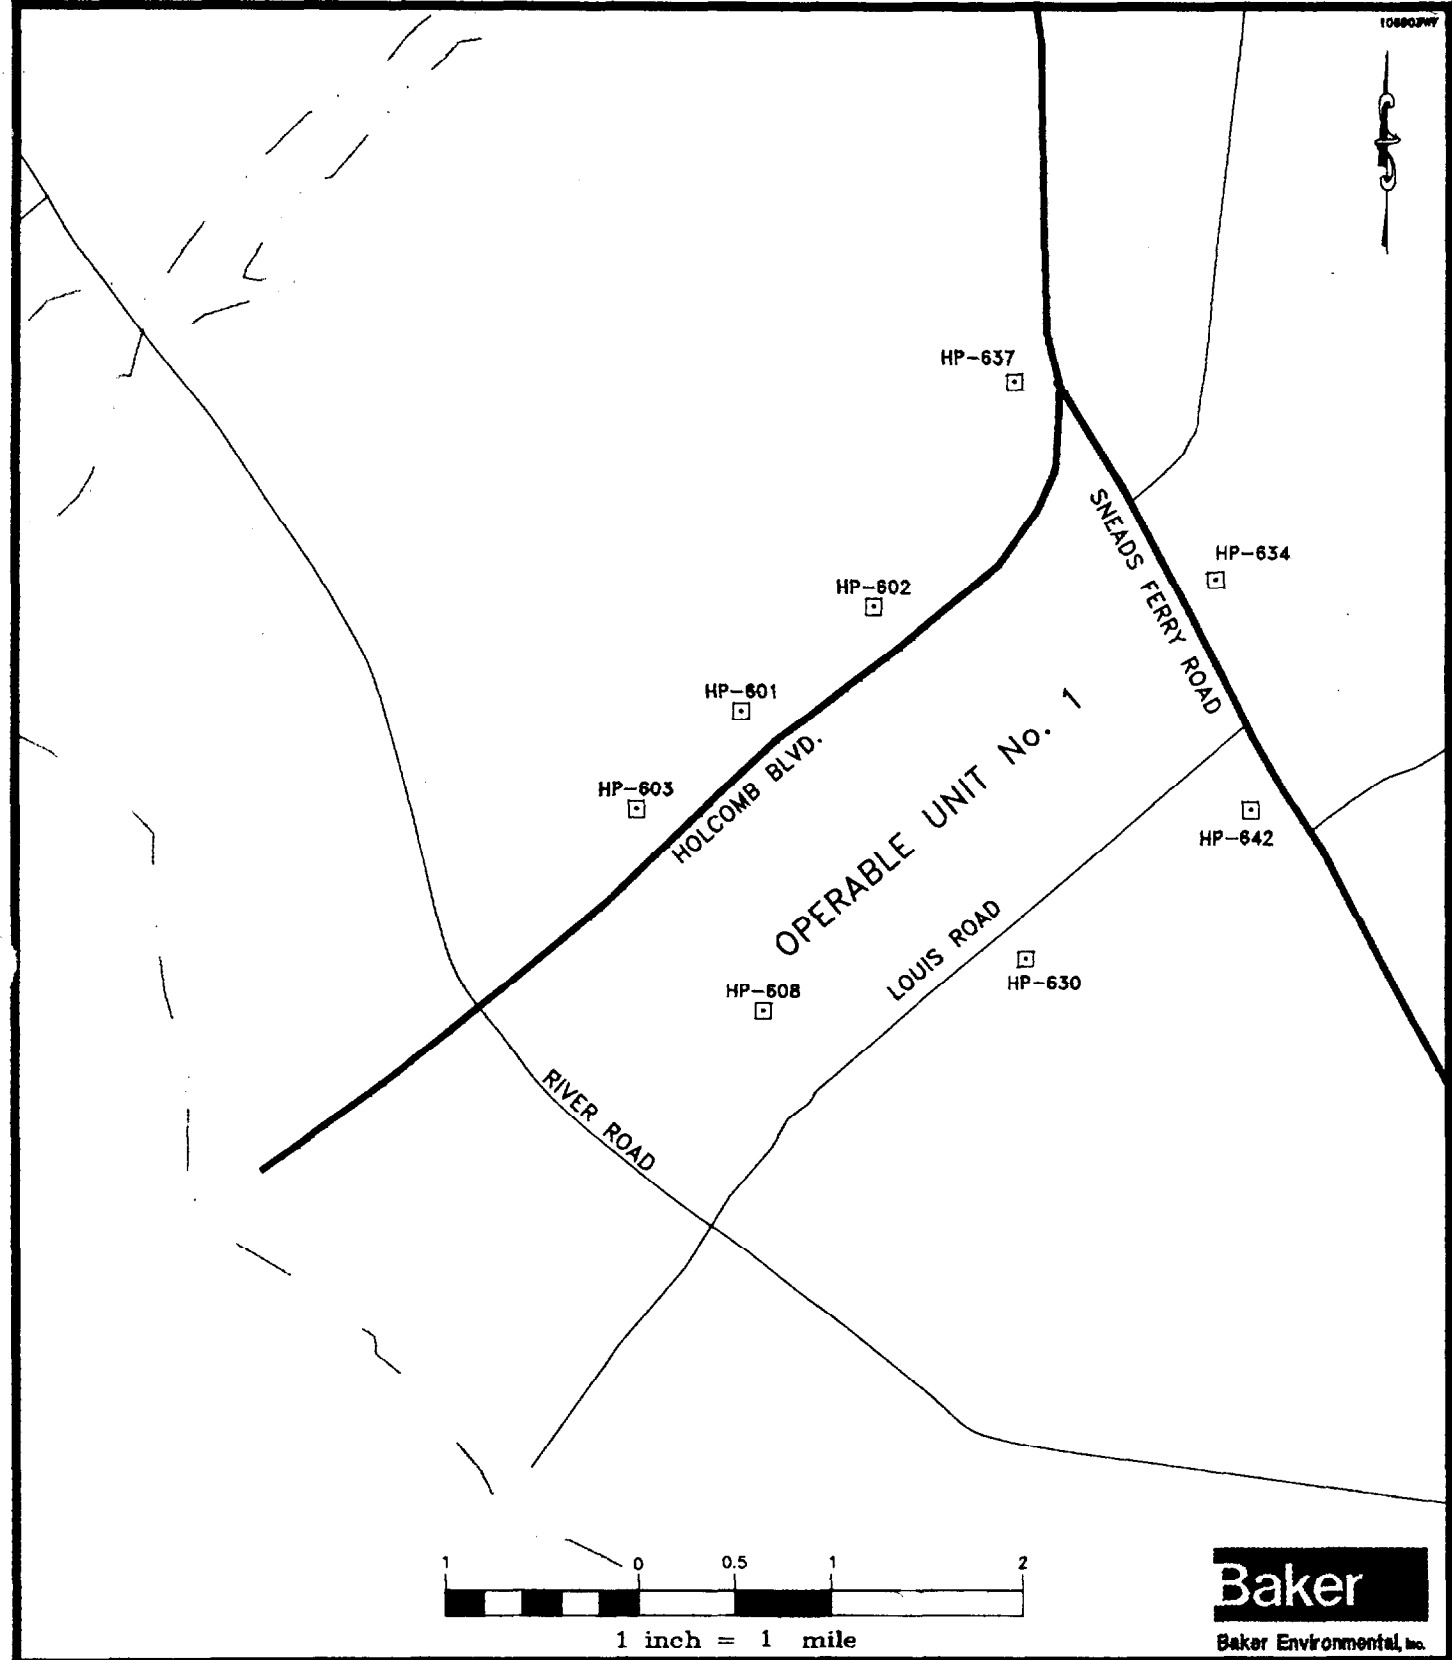 HP-637
SNEADS FERRY ROAD
HP-634
HP-602
HP-601
HOLCOMB BLVD.
HP-603
OPERABLE UNIT No. 1
HP-642
LOUIS ROAD
HP-630
HP-608
RIVER ROAD
1 0 0.5 1 2
1 inch = 1 mile
Baker
Baker Environmental, Inc.